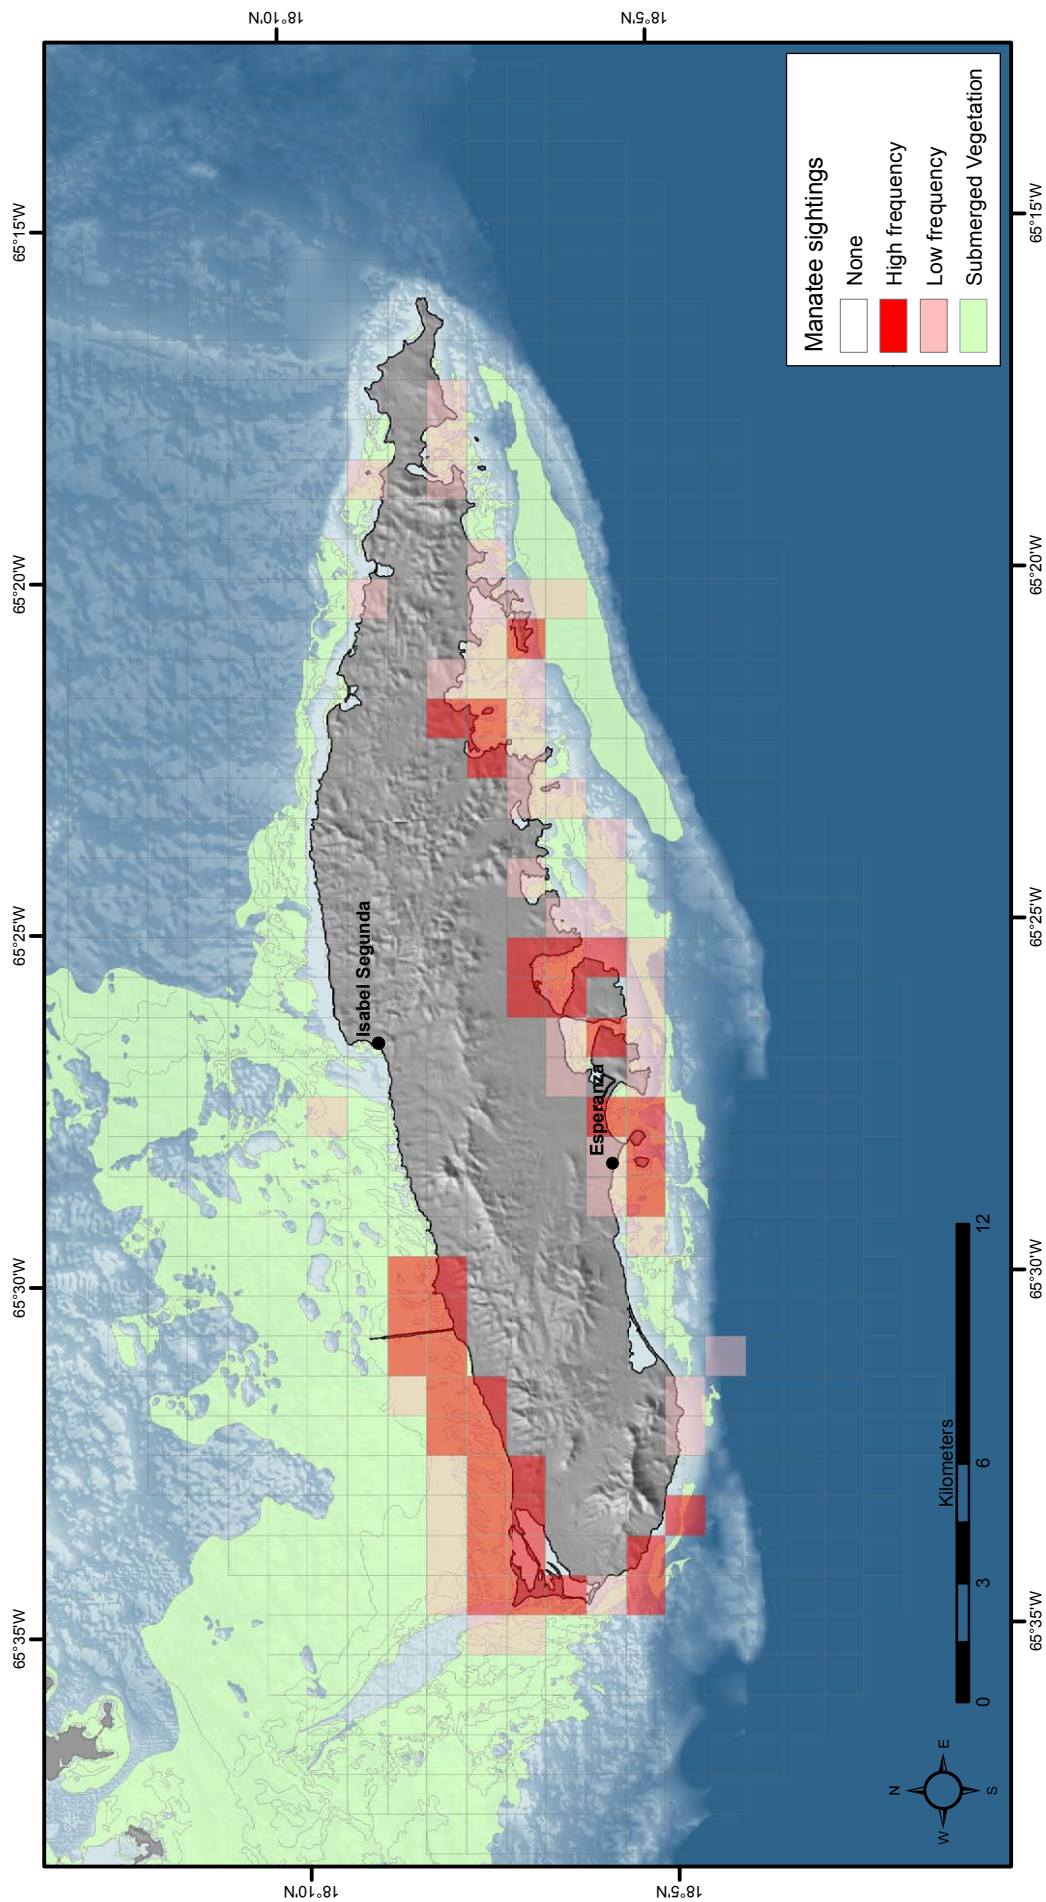 65°35'W
65°30'W
65°25'W
65°20'W
65°15'W
18°10'N
18°10'N
Isabel Segunda
Esperanza
18°5'N
18°5'N
Manatee sightings
None
High frequency
Low frequency
Submerged Vegetation
N
W
E
S
Kilometers
0
3
6
12
65°35'W
65°30'W
65°25'W
65°20'W
65°15'W